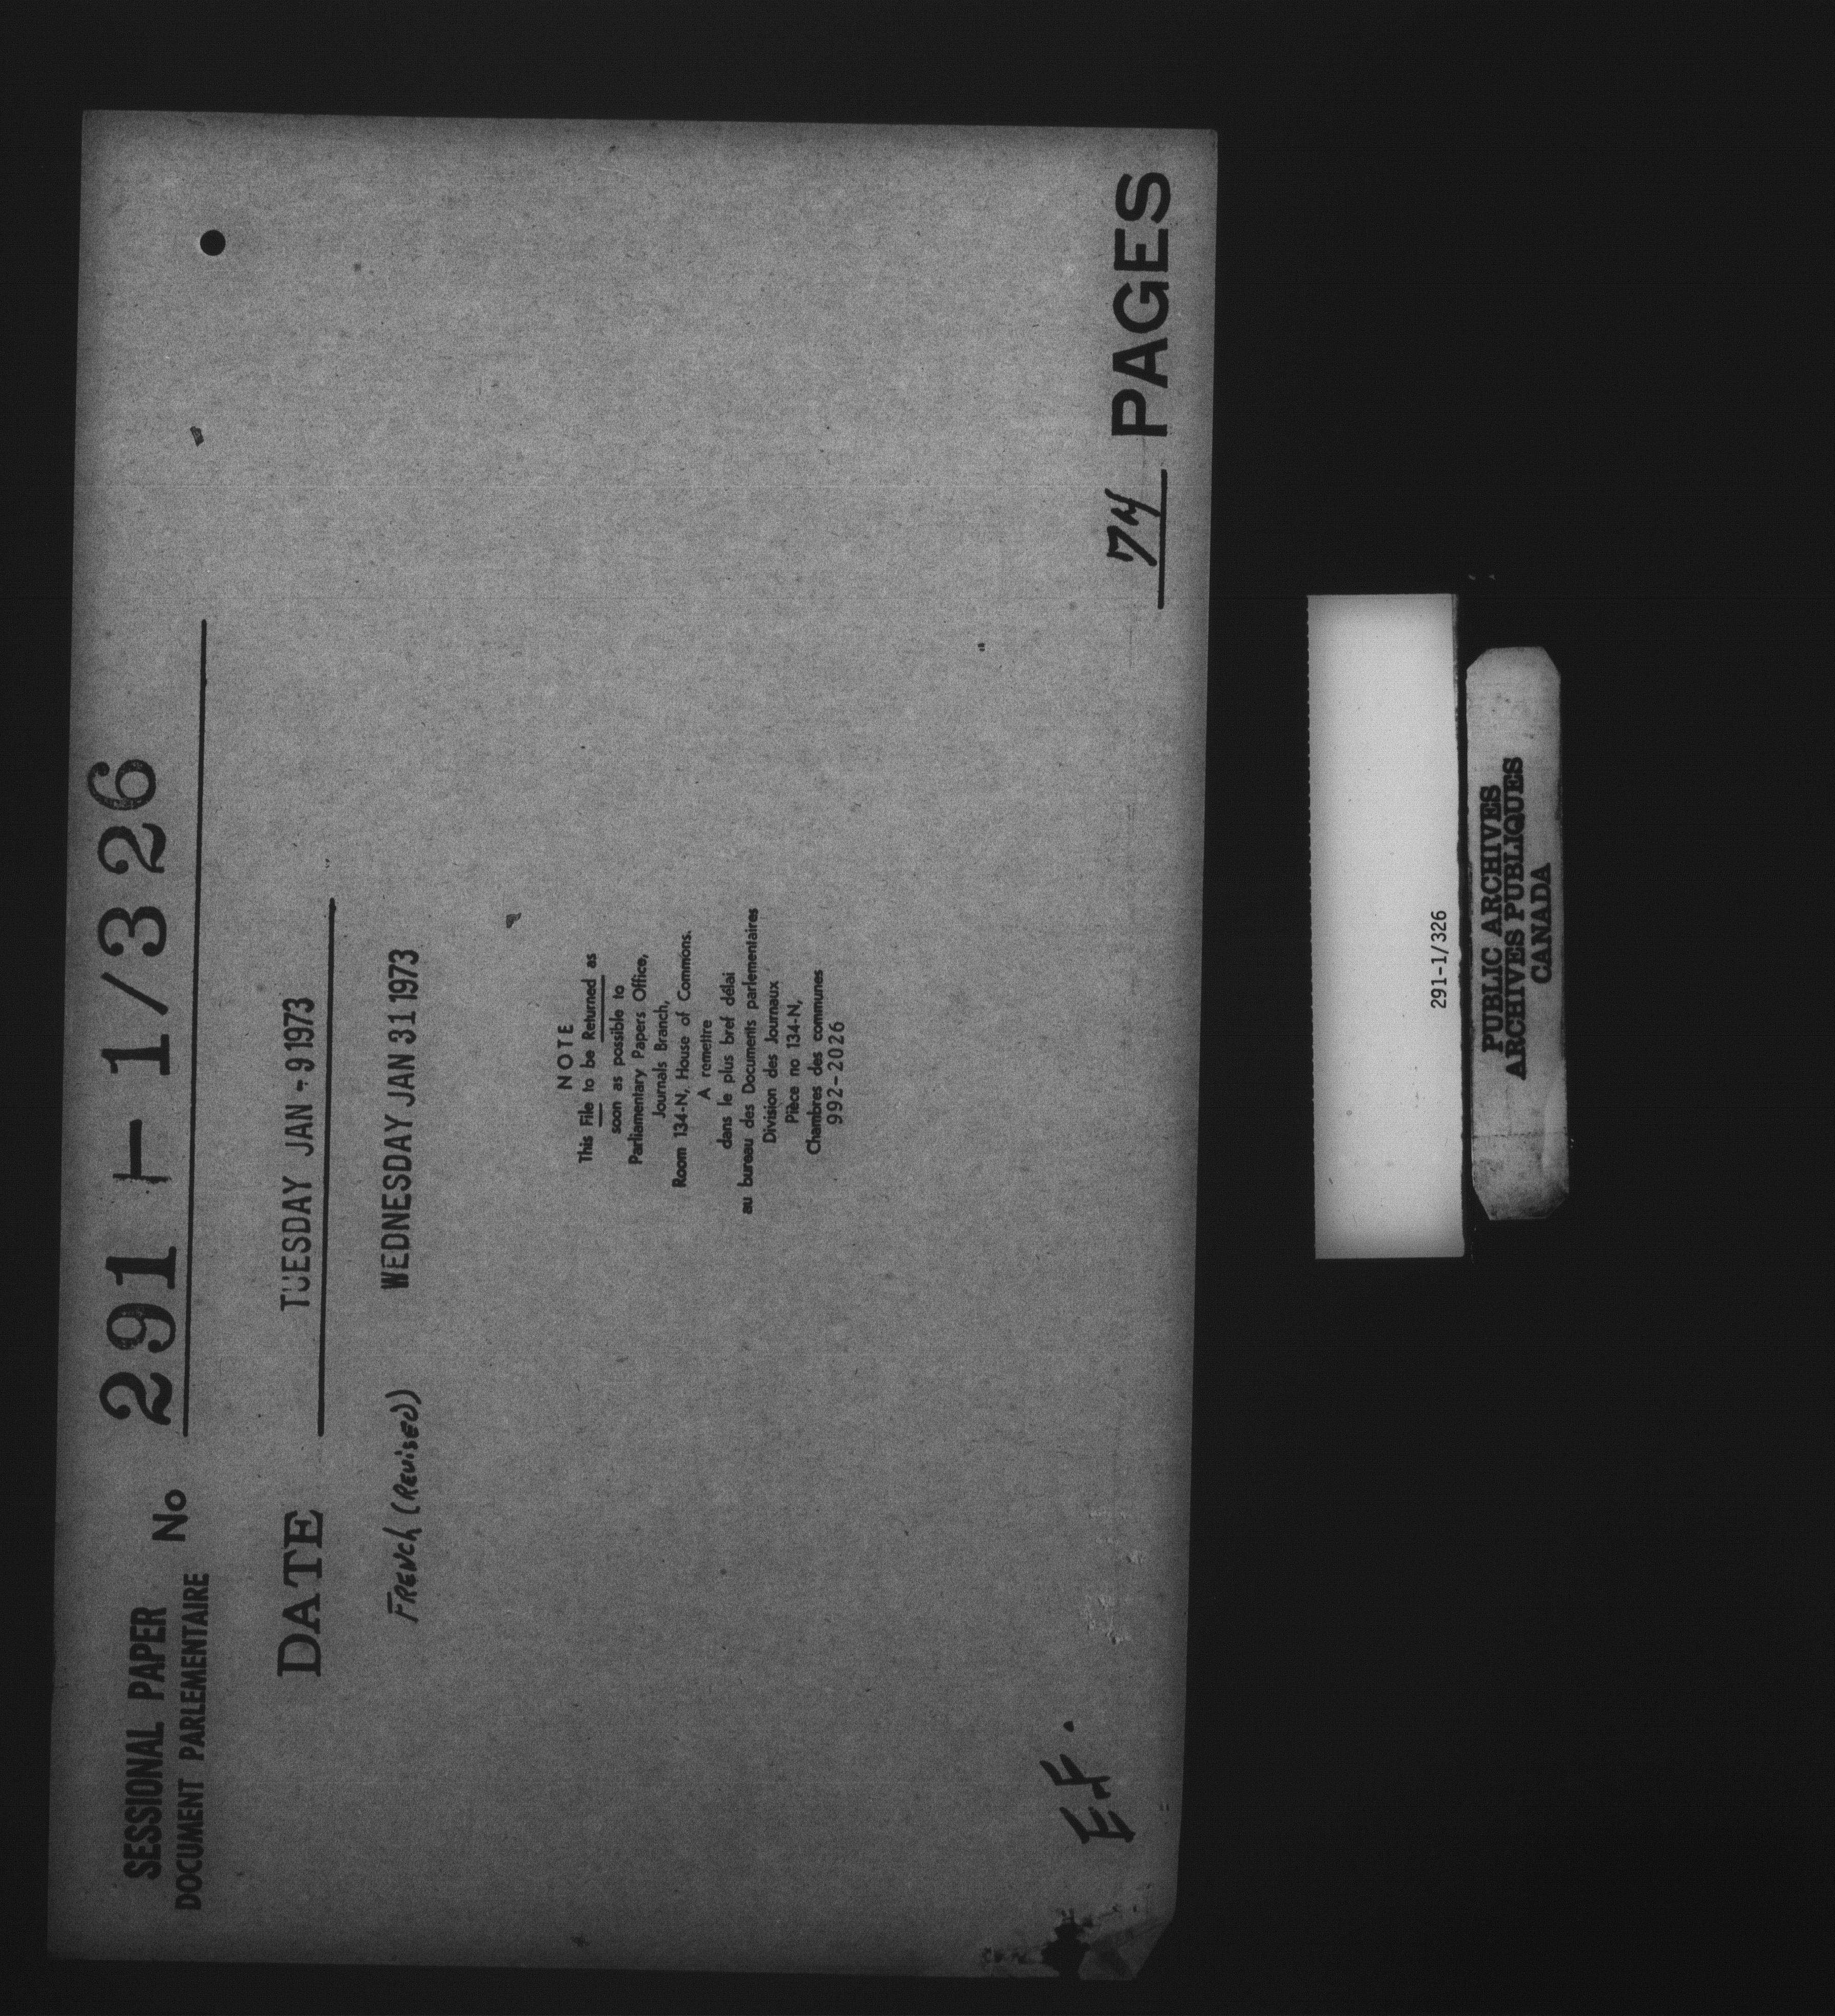 SESSIONAL PAPER
DOCUMENT PARLEMENTAIRE
No 291-1/326
DATE TUESDAY JAN - 9 1973
FRENCH (REVISED) WEDNESDAY JAN 31 1973
NOTE
This File to be Returned as
soon as possible to
Parliamentary Papers Office,
Journals Branch,
Room 134-N, House of Commons.
A remettre
dans le plus bref délai
au bureau des Documents parlementaires
Division des Journaux
Pièce no 134-N,
Chambres des communes
992-2026
E.F.
74 PAGES
291-1/326
PUBLIC ARCHIVES
ARCHIVES PUBLIQUES
CANADA